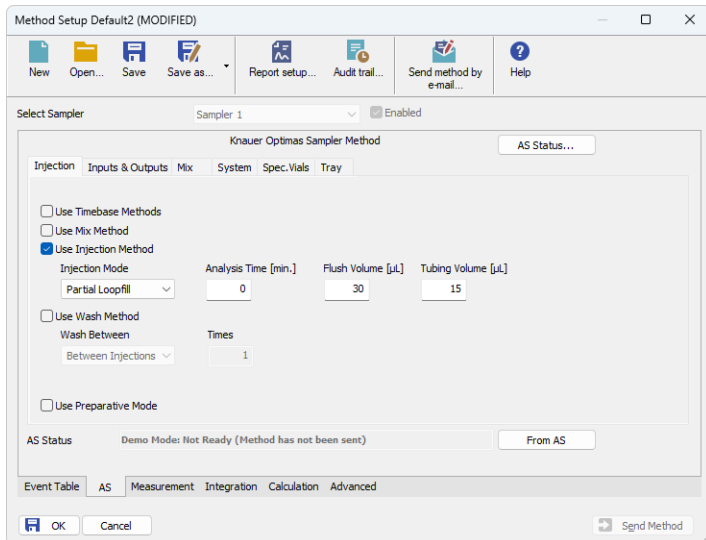 Method Setup Default2 (MODIFIED)
New Open... Save Save as... Report setup... Audit trail... Send method by e-mail... Help
Select Sampler Sampler 1 Enabled
Knauer Optimas Sampler Method AS Status...
Injection Inputs & Outputs Mix System Spec.Vials Tray
Use Timebase Methods
Use Mix Method
Use Injection Method
Injection Mode Analysis Time [min.] Flush Volume [µL] Tubing Volume [µL]
Partial Loopfill 0 30 15
Use Wash Method
Wash Between Times
Between Injections 1
Use Preparative Mode
AS Status Demo Mode: Not Ready (Method has not been sent) From AS
Event Table AS Measurement Integration Calculation Advanced
OK Cancel Send Method